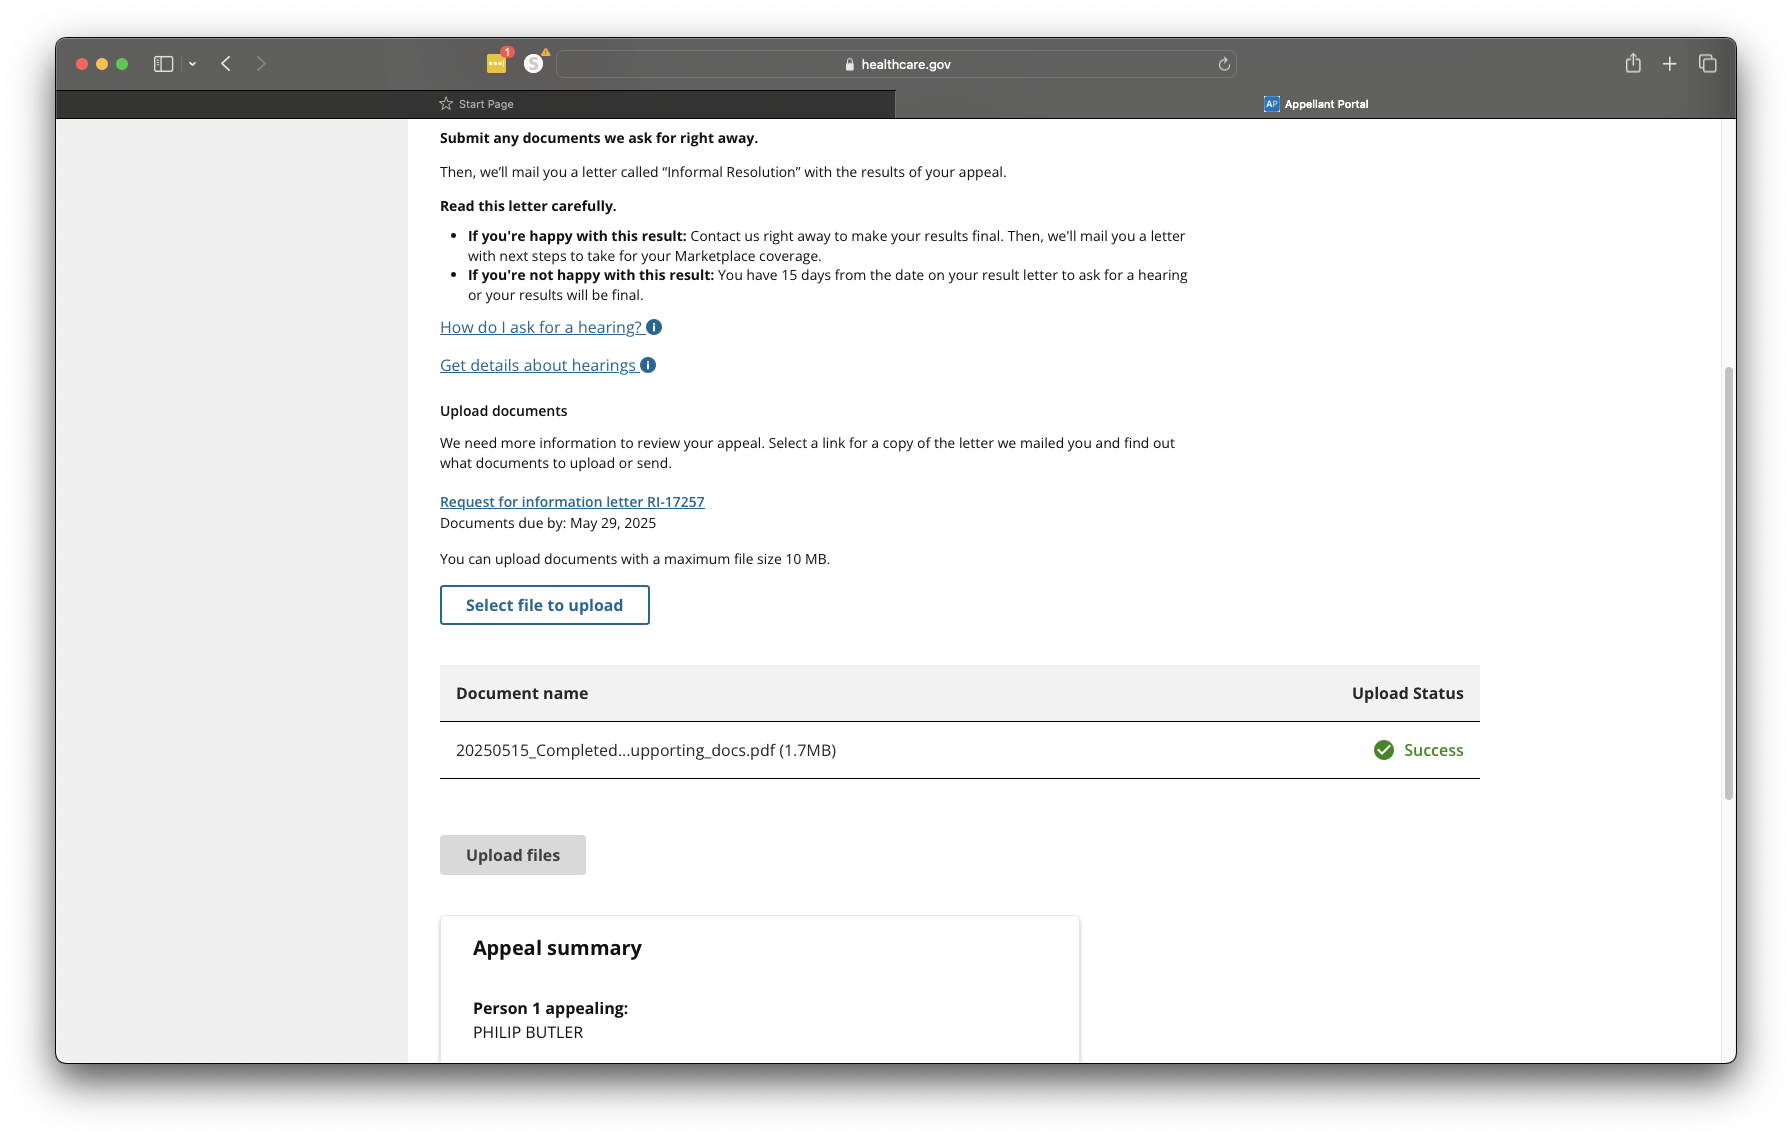 1
S
healthcare.gov
Start Page
AP Appellant Portal
Submit any documents we ask for right away.
Then, we’ll mail you a letter called “Informal Resolution” with the results of your appeal.
Read this letter carefully.
• If you're happy with this result: Contact us right away to make your results final. Then, we'll mail you a letter
with next steps to take for your Marketplace coverage.
• If you're not happy with this result: You have 15 days from the date on your result letter to ask for a hearing
or your results will be final.
How do I ask for a hearing? i
Get details about hearings i
Upload documents
We need more information to review your appeal. Select a link for a copy of the letter we mailed you and find out
what documents to upload or send.
Request for information letter RI-17257
Documents due by: May 29, 2025
You can upload documents with a maximum file size 10 MB.
Select file to upload
Document name Upload Status
20250515_Completed...upporting_docs.pdf (1.7MB) Success
Upload files
Appeal summary
Person 1 appealing:
PHILIP BUTLER